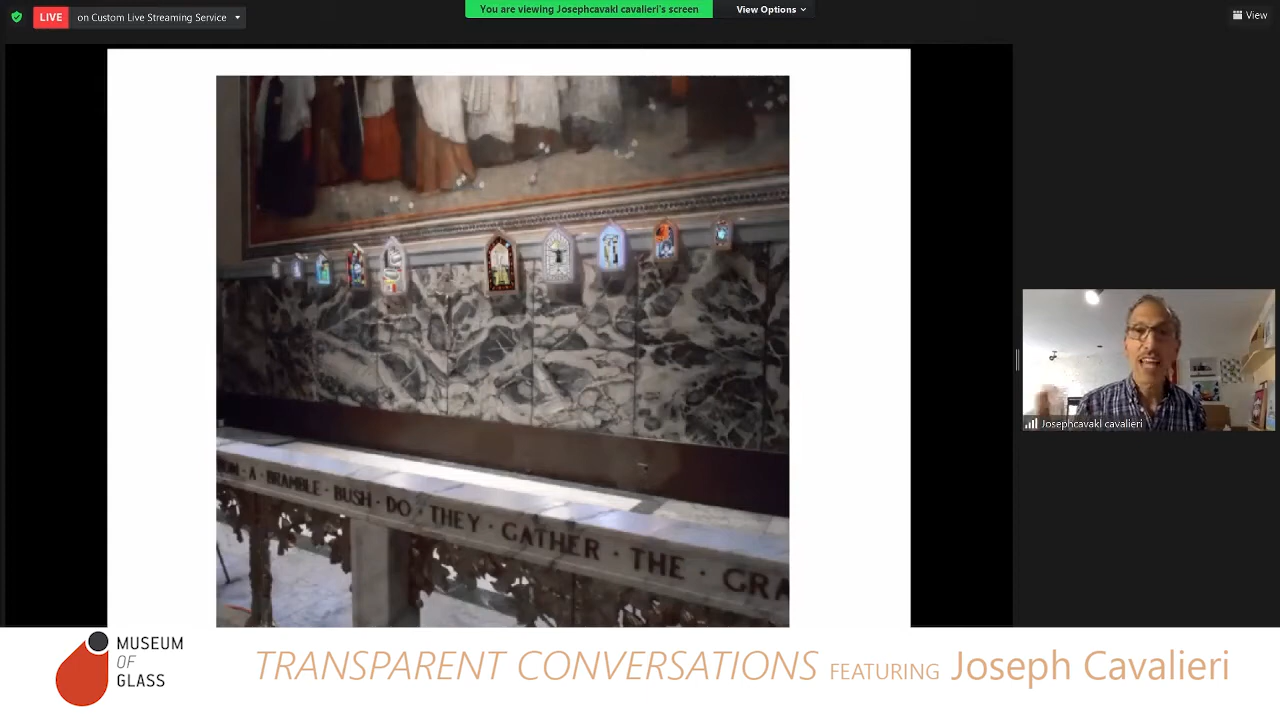 LIVE on Custom Live Streaming Service
You are viewing Josephcavakl cavalieri's screen
View Options
View
A · BRAMBLE · BUSH · DO · THEY · GATHER · THE · GRA
Josephcavakl cavalieri
MUSEUM
OF
GLASS
TRANSPARENT CONVERSATIONS FEATURING Joseph Cavalieri